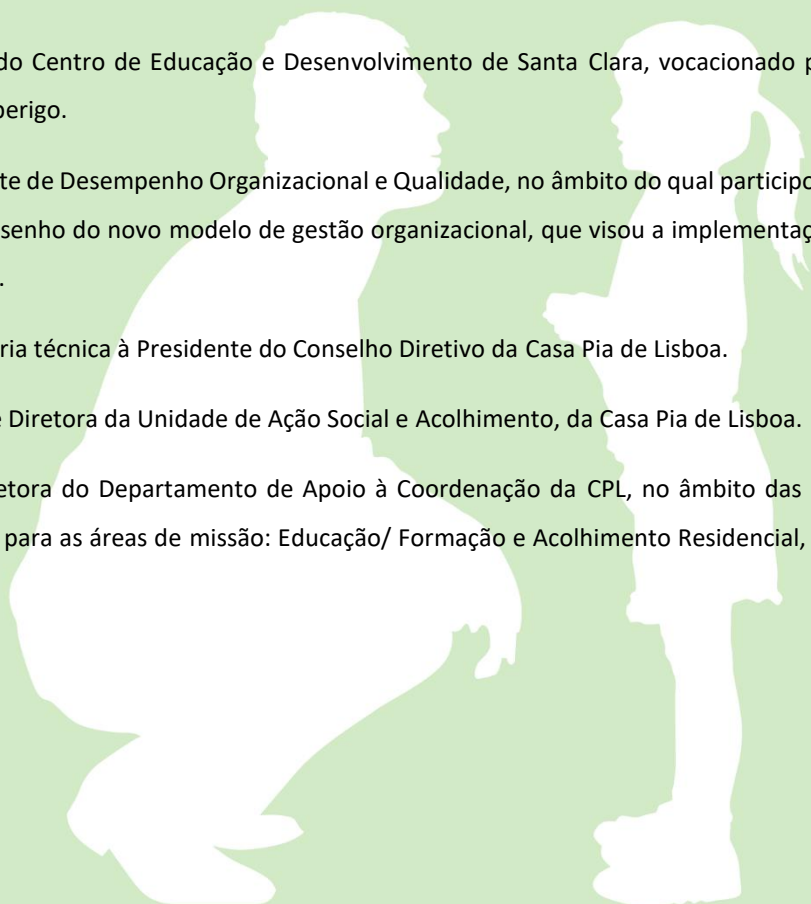 do Centro de Educação e Desenvolvimento de Santa Clara, vocacionado p
perigo.
te de Desempenho Organizacional e Qualidade, no âmbito do qual participo
senho do novo modelo de gestão organizacional, que visou a implementaç
.
ria técnica à Presidente do Conselho Diretivo da Casa Pia de Lisboa.
e Diretora da Unidade de Ação Social e Acolhimento, da Casa Pia de Lisboa.
etora do Departamento de Apoio à Coordenação da CPL, no âmbito das
para as áreas de missão: Educação/ Formação e Acolhimento Residencial,